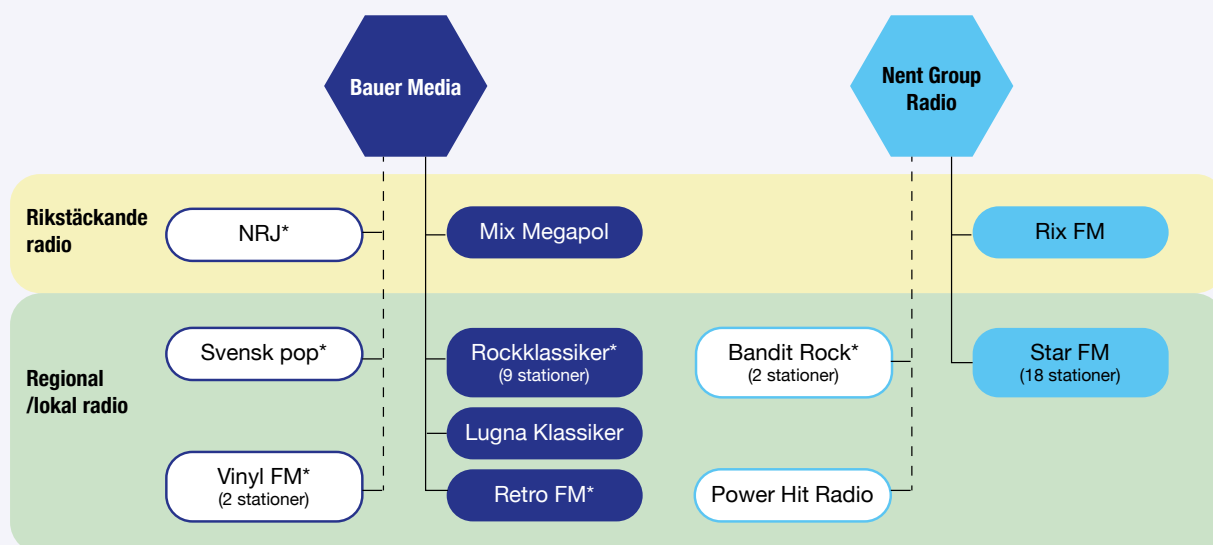 Bauer Media
Nent Group
Radio
Rikstäckande
radio
NRJ*
Mix Megapol
Rix FM
Regional
/lokal radio
Svensk pop*
Rockklassiker*
(9 stationer)
Bandit Rock*
(2 stationer)
Star FM
(18 stationer)
Lugna Klassiker
Vinyl FM*
(2 stationer)
Retro FM*
Power Hit Radio